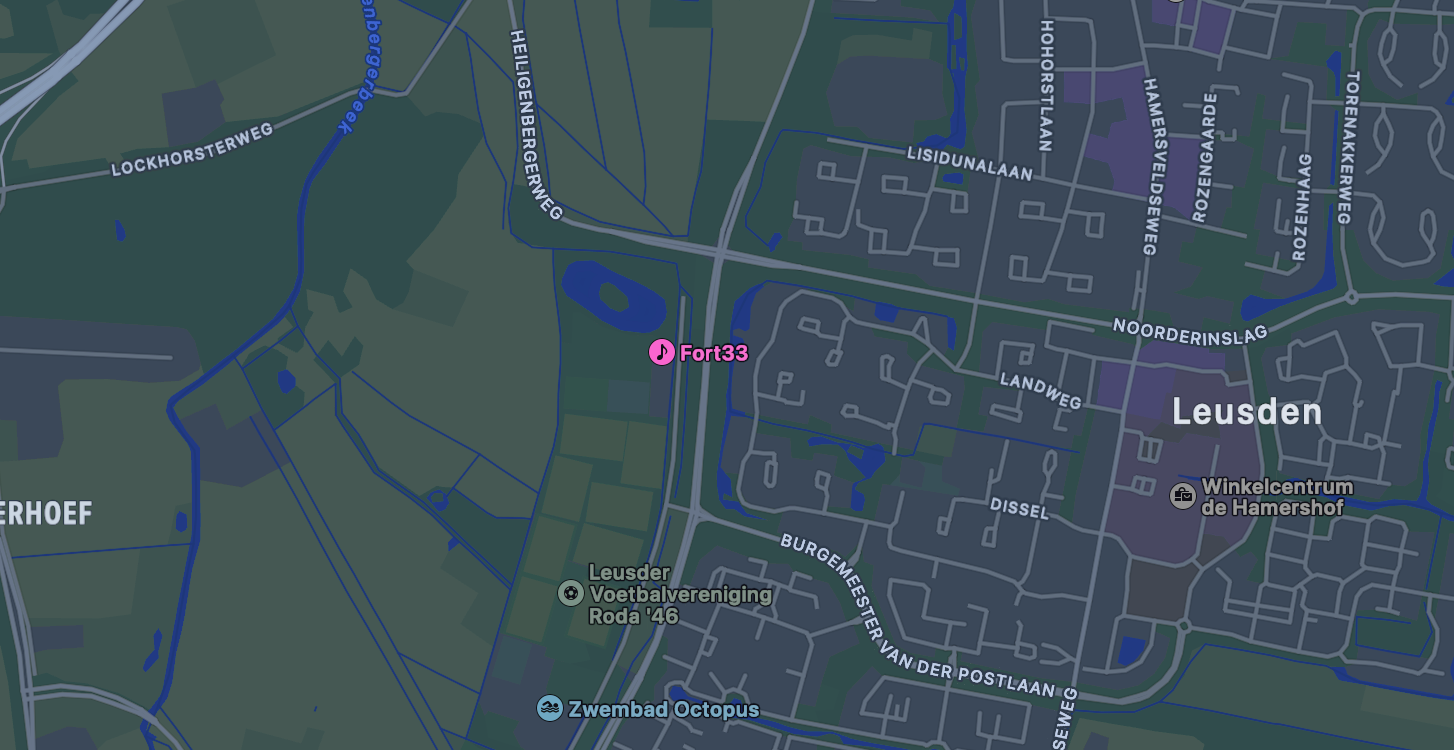 enbergerbeek
HEILIGENBERGERWEG
HOHORSTLAAN
HAMERSVELDSEWEG
ROZENGAARDE
ROZENHAAG
TORENAKKERWEG
LOCKHORSTERWEG
LISIDUNALAAN
NOORDERINSLAG
Fort33
LANDWEG
Leusden
Winkelcentrum
de Hamershof
ERHOEF
DISSEL
BURGEMEESTER VAN DER POSTLAAN
Leusder
Voetbalvereniging
Roda '46
Zwembad Octopus
SEWEG